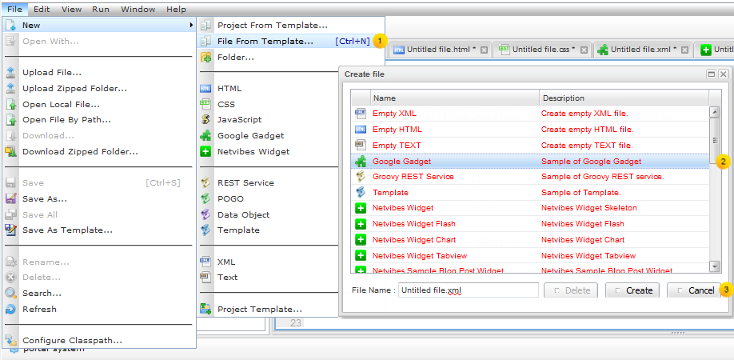 File Edit View Run Window Help
New
Open With...
Upload File...
Upload Zipped Folder...
Open Local File...
Open File By Path...
Download...
Download Zipped Folder...
Save [Ctrl+S]
Save As...
Save All
Save As Template...
Rename...
Delete...
Search...
Refresh
Configure Classpath...
portal system
Project From Template...
File From Template... [Ctrl+N] 1
Folder...
HTML
CSS
JavaScript
Google Gadget
Netvibes Widget
REST Service
POGO
Data Object
Template
XML
Text
Project Template...
23
Untitled file.html * Untitled file.css * Untitled file.xml * Untitled
Create file
Name Description
Empty XML Create empty XML file.
Empty HTML Create empty HTML file.
Empty TEXT Create empty TEXT file.
Google Gadget Sample of Google Gadget 2
Groovy REST Service Sample of Groovy REST service.
Template Sample of Template.
Netvibes Widget Netvibes Widget Skeleton
Netvibes Widget Flash Netvibes Widget Flash
Netvibes Widget Chart Netvibes Widget Chart
Netvibes Widget Tabview Netvibes Widget Tabview
Netvibes Sample Blog Post Widget Netvibes Sample Blog Post Widget
File Name : Untitled file.xml Delete Create Cancel 3